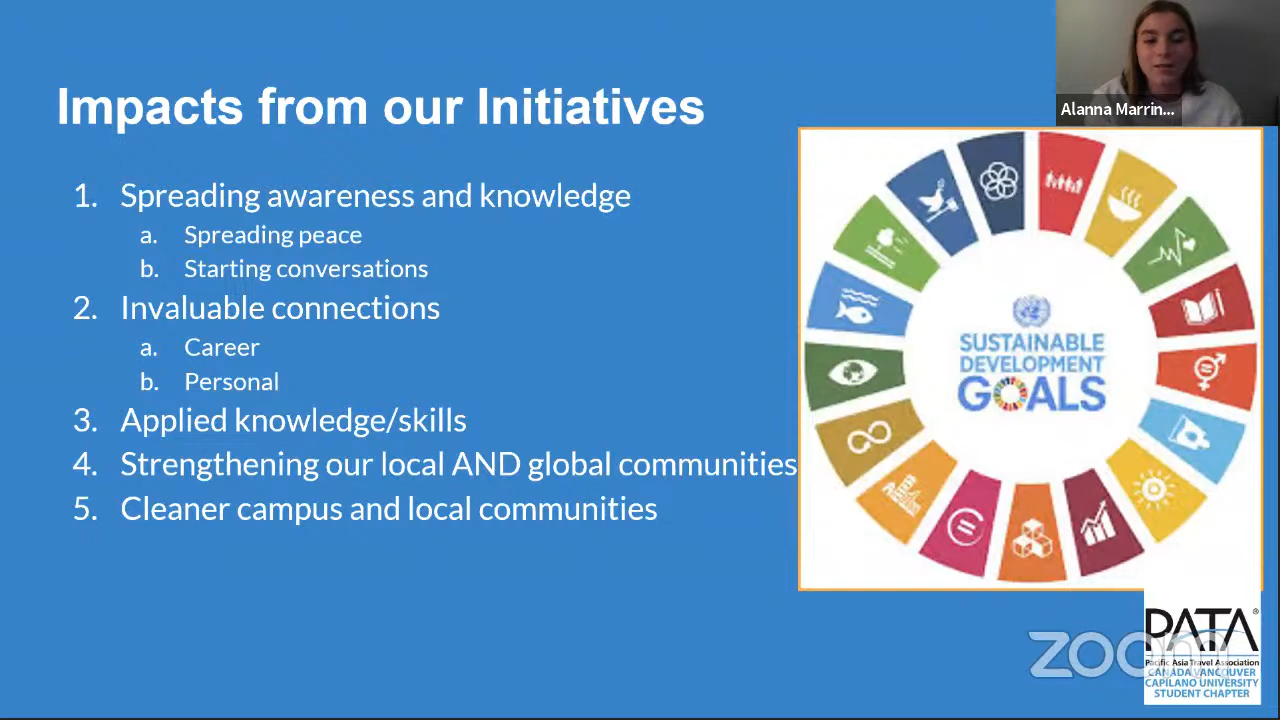 Impacts from our Initiatives
Alanna Marrin...
1. Spreading awareness and knowledge
a. Spreading peace
b. Starting conversations
2. Invaluable connections
a. Career
b. Personal
3. Applied knowledge/skills
4. Strengthening our local AND global communities
5. Cleaner campus and local communities
SUSTAINABLE
DEVELOPMENT
GOALS
PATA®
Pacific Asia Travel Association
CANADA VANCOUVER
CAPILANO UNIVERSITY
STUDENT CHAPTER
zoom